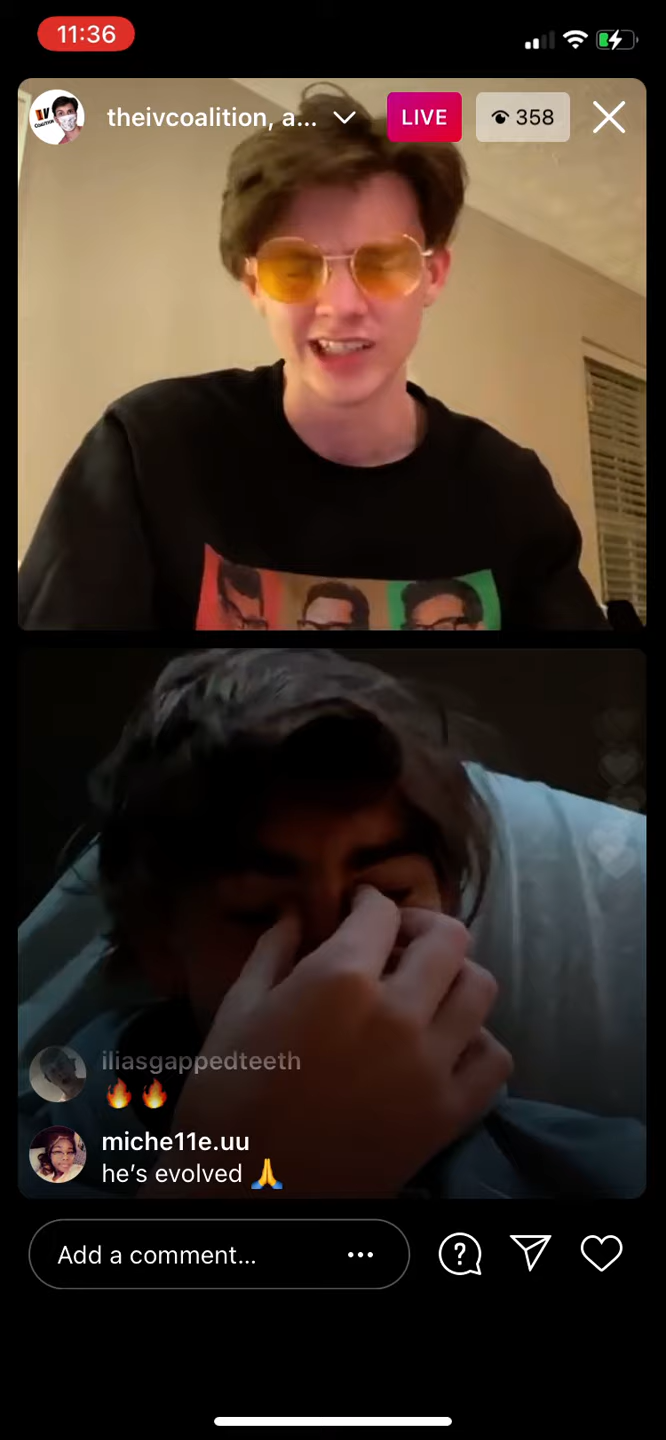 11:36
theivcoalition, a...
LIVE
358
iliasgappedteeth
🔥🔥
miche11e.uu
he's evolved 🙏
Add a comment...